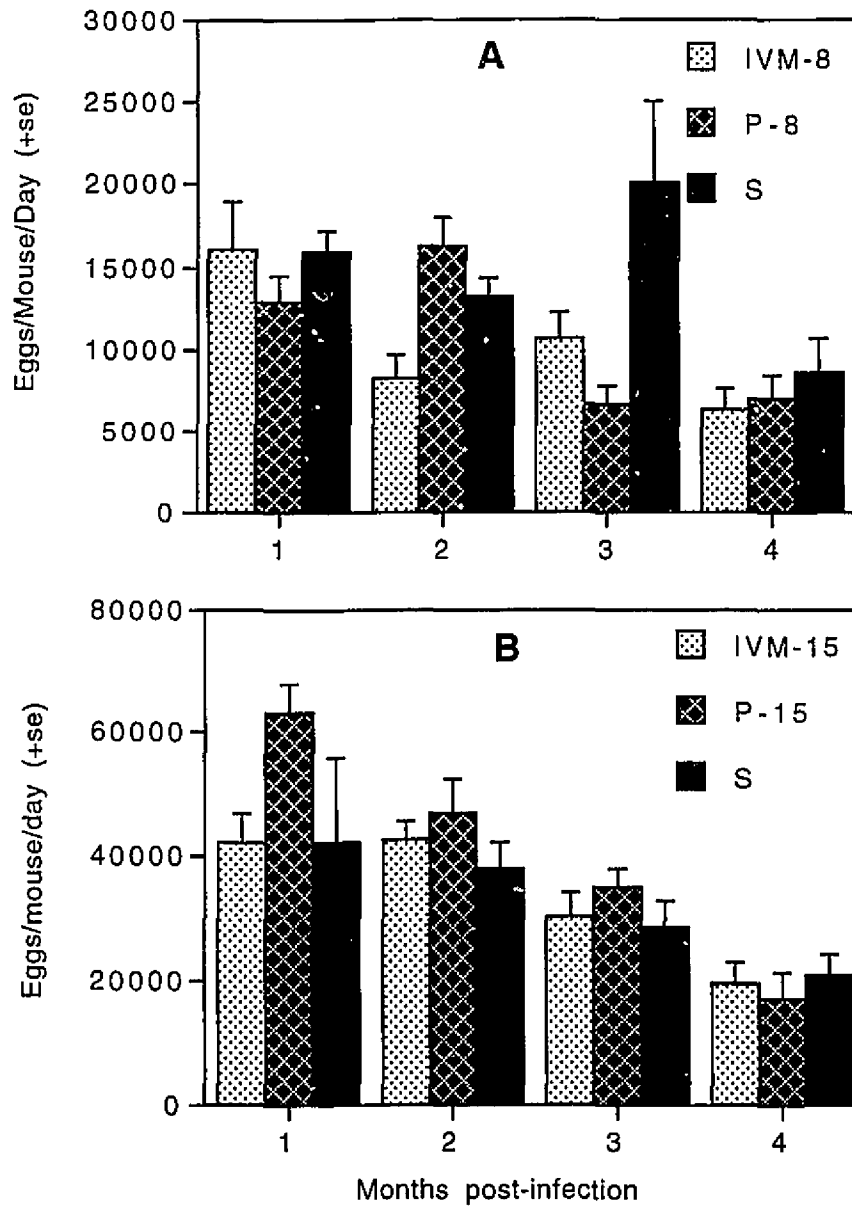 30000
25000
20000
15000
10000
5000
0
Eggs/Mouse/Day (+se)
A
IVM-8
P-8
S
1 2 3 4
80000
60000
40000
20000
0
Eggs/mouse/day (+se)
B
IVM-15
P-15
S
1 2 3 4
Months post-infection